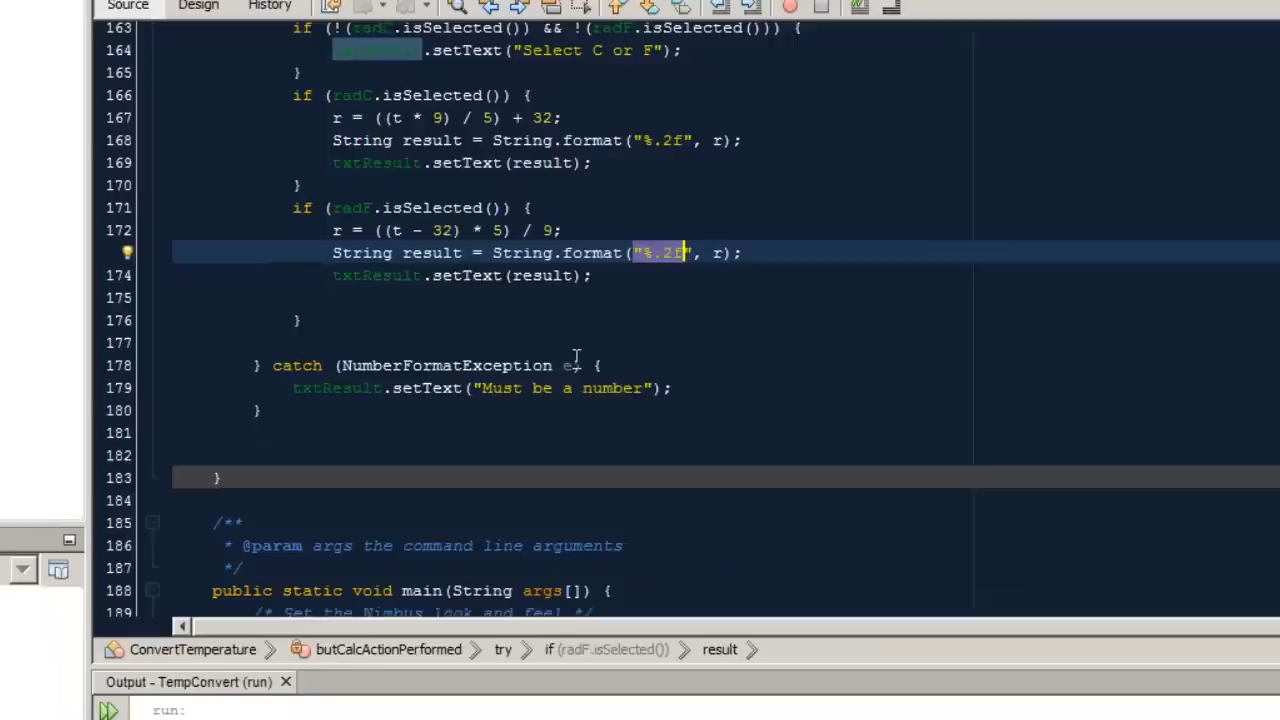 Source Design History
163 if (!(radC.isSelected()) && !(radF.isSelected())) {
164 .setText("Select C or F");
165 }
166 if (radC.isSelected()) {
167 r = ((t * 9) / 5) + 32;
168 String result = String.format("%.2f", r);
169 txtResult.setText(result);
170 }
171 if (radF.isSelected()) {
172 r = ((t - 32) * 5) / 9;
String result = String.format("%.2f", r);
174 txtResult.setText(result);
175
176 }
177
178 } catch (NumberFormatException e) {
179 txtResult.setText("Must be a number");
180 }
181
182
183 }
184
185 /**
186 * @param args the command line arguments
187 */
188 public static void main(String args[]) {
189 /* Set the Nimbus look and feel */
ConvertTemperature butCalcActionPerformed try if (radF.isSelected()) result
Output - TempConvert (run) X
run: